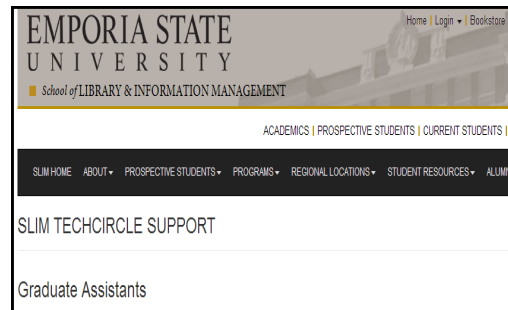 EMPORIA STATE
UNIVERSITY
School of LIBRARY & INFORMATION MANAGEMENT
Home | Login | Bookstore
ACADEMICS | PROSPECTIVE STUDENTS | CURRENT STUDENTS |
SLIM HOME ABOUT PROSPECTIVE STUDENTS PROGRAMS REGIONAL LOCATIONS STUDENT RESOURCES ALUMN
SLIM TECHCIRCLE SUPPORT
Graduate Assistants